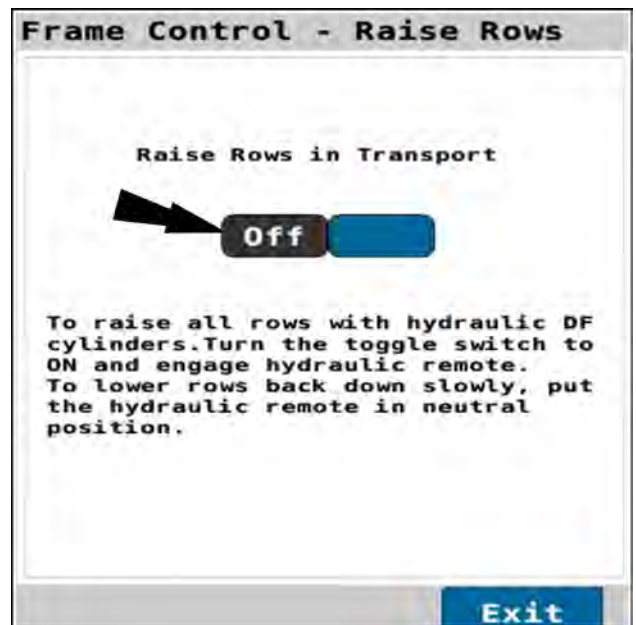 Frame Control - Raise Rows
Raise Rows in Transport
Off
To raise all rows with hydraulic DF
cylinders.Turn the toggle switch to
ON and engage hydraulic remote.
To lower rows back down slowly, put
the hydraulic remote in neutral
position.
Exit